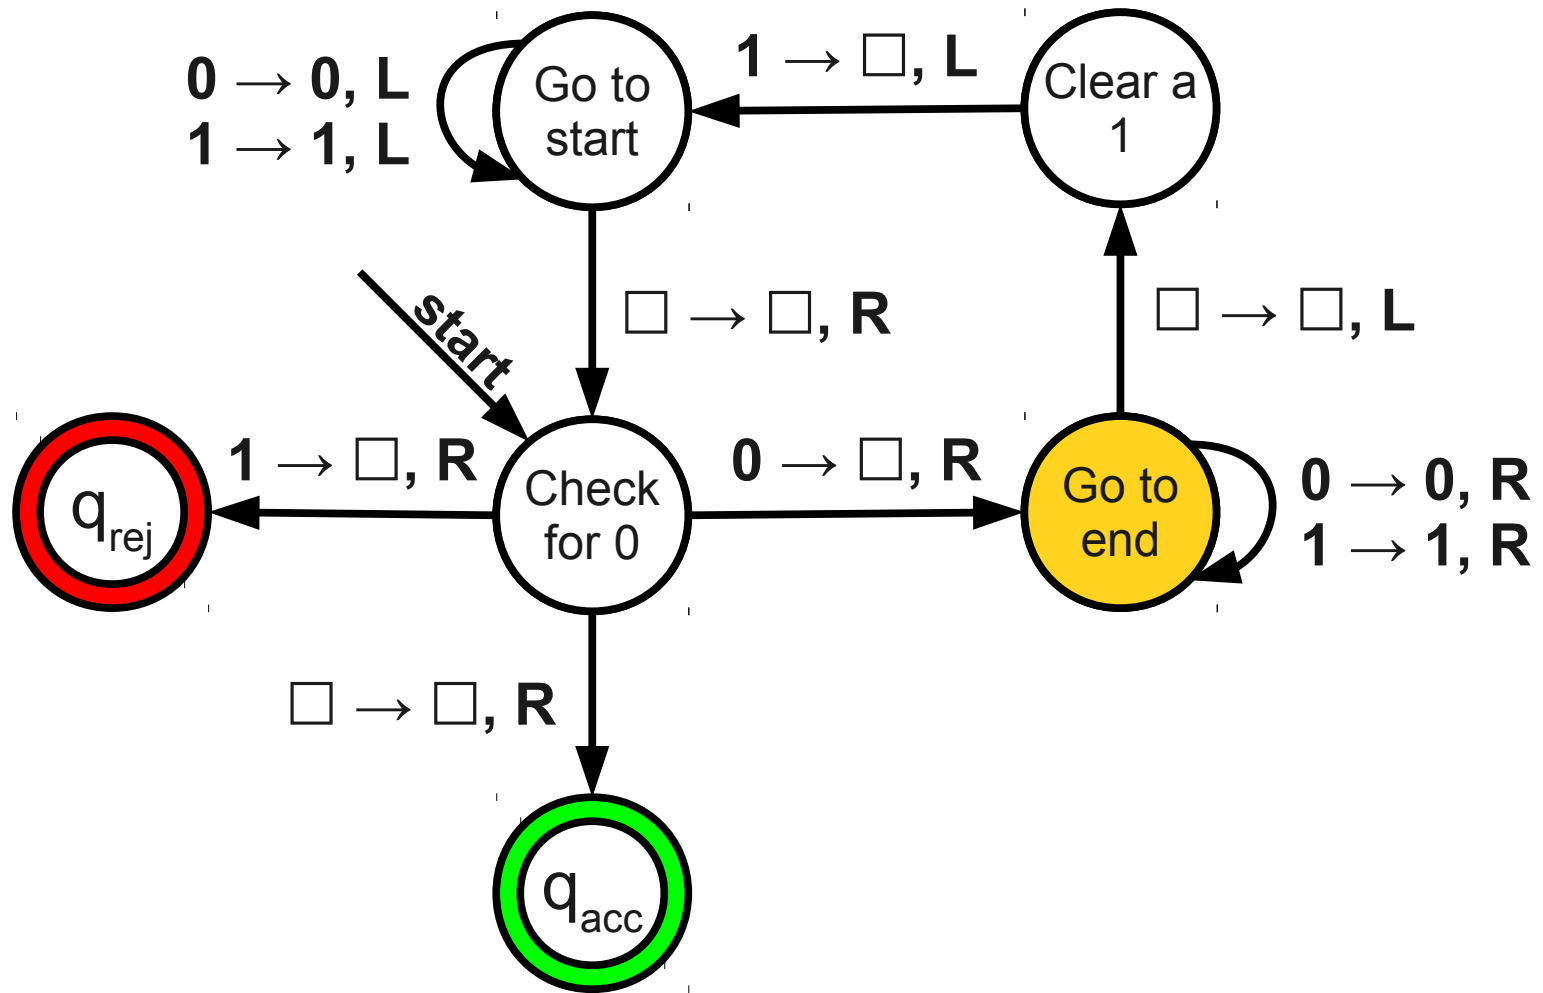 0 → 0, L
1 → 1, L
Go to
start
1 → □, L
Clear a
1
□ → □, R
□ → □, L
start
q_rej
1 → □, R
Check
for 0
0 → □, R
Go to
end
0 → 0, R
1 → 1, R
□ → □, R
q_acc